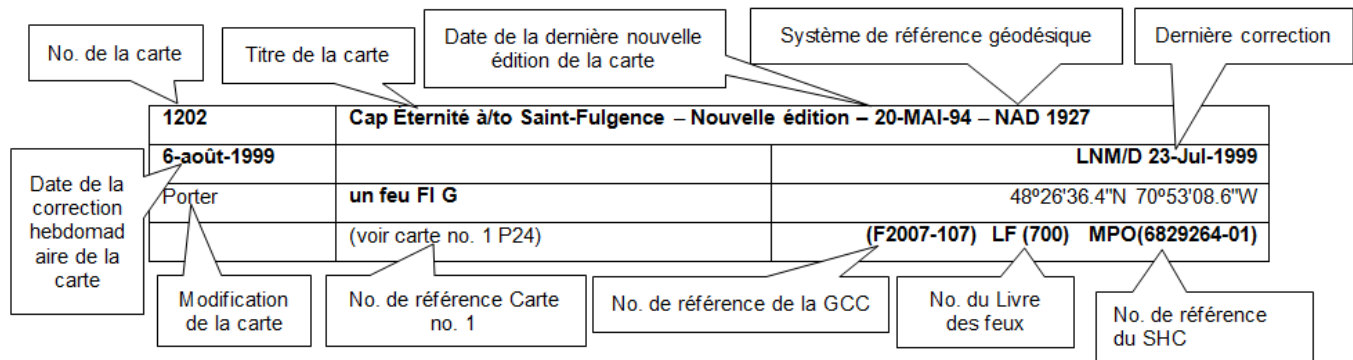 No. de la carte
Titre de la carte
Date de la dernière nouvelle
édition de la carte
Système de référence géodésique
Dernière correction
1202 Cap Éternité à/to Saint-Fulgence – Nouvelle édition – 20-MAI-94 – NAD 1927
6-août-1999 LNM/D 23-Jul-1999
Porter un feu Fl G 48º26'36.4"N 70º53'08.6"W
(voir carte no. 1 P24) (F2007-107) LF (700) MPO(6829264-01)
Date de la
correction
hebdomad
aire de la
carte
Modification
de la carte
No. de référence Carte
no. 1
No. de référence de la GCC
No. du Livre
des feux
No. de référence
du SHC